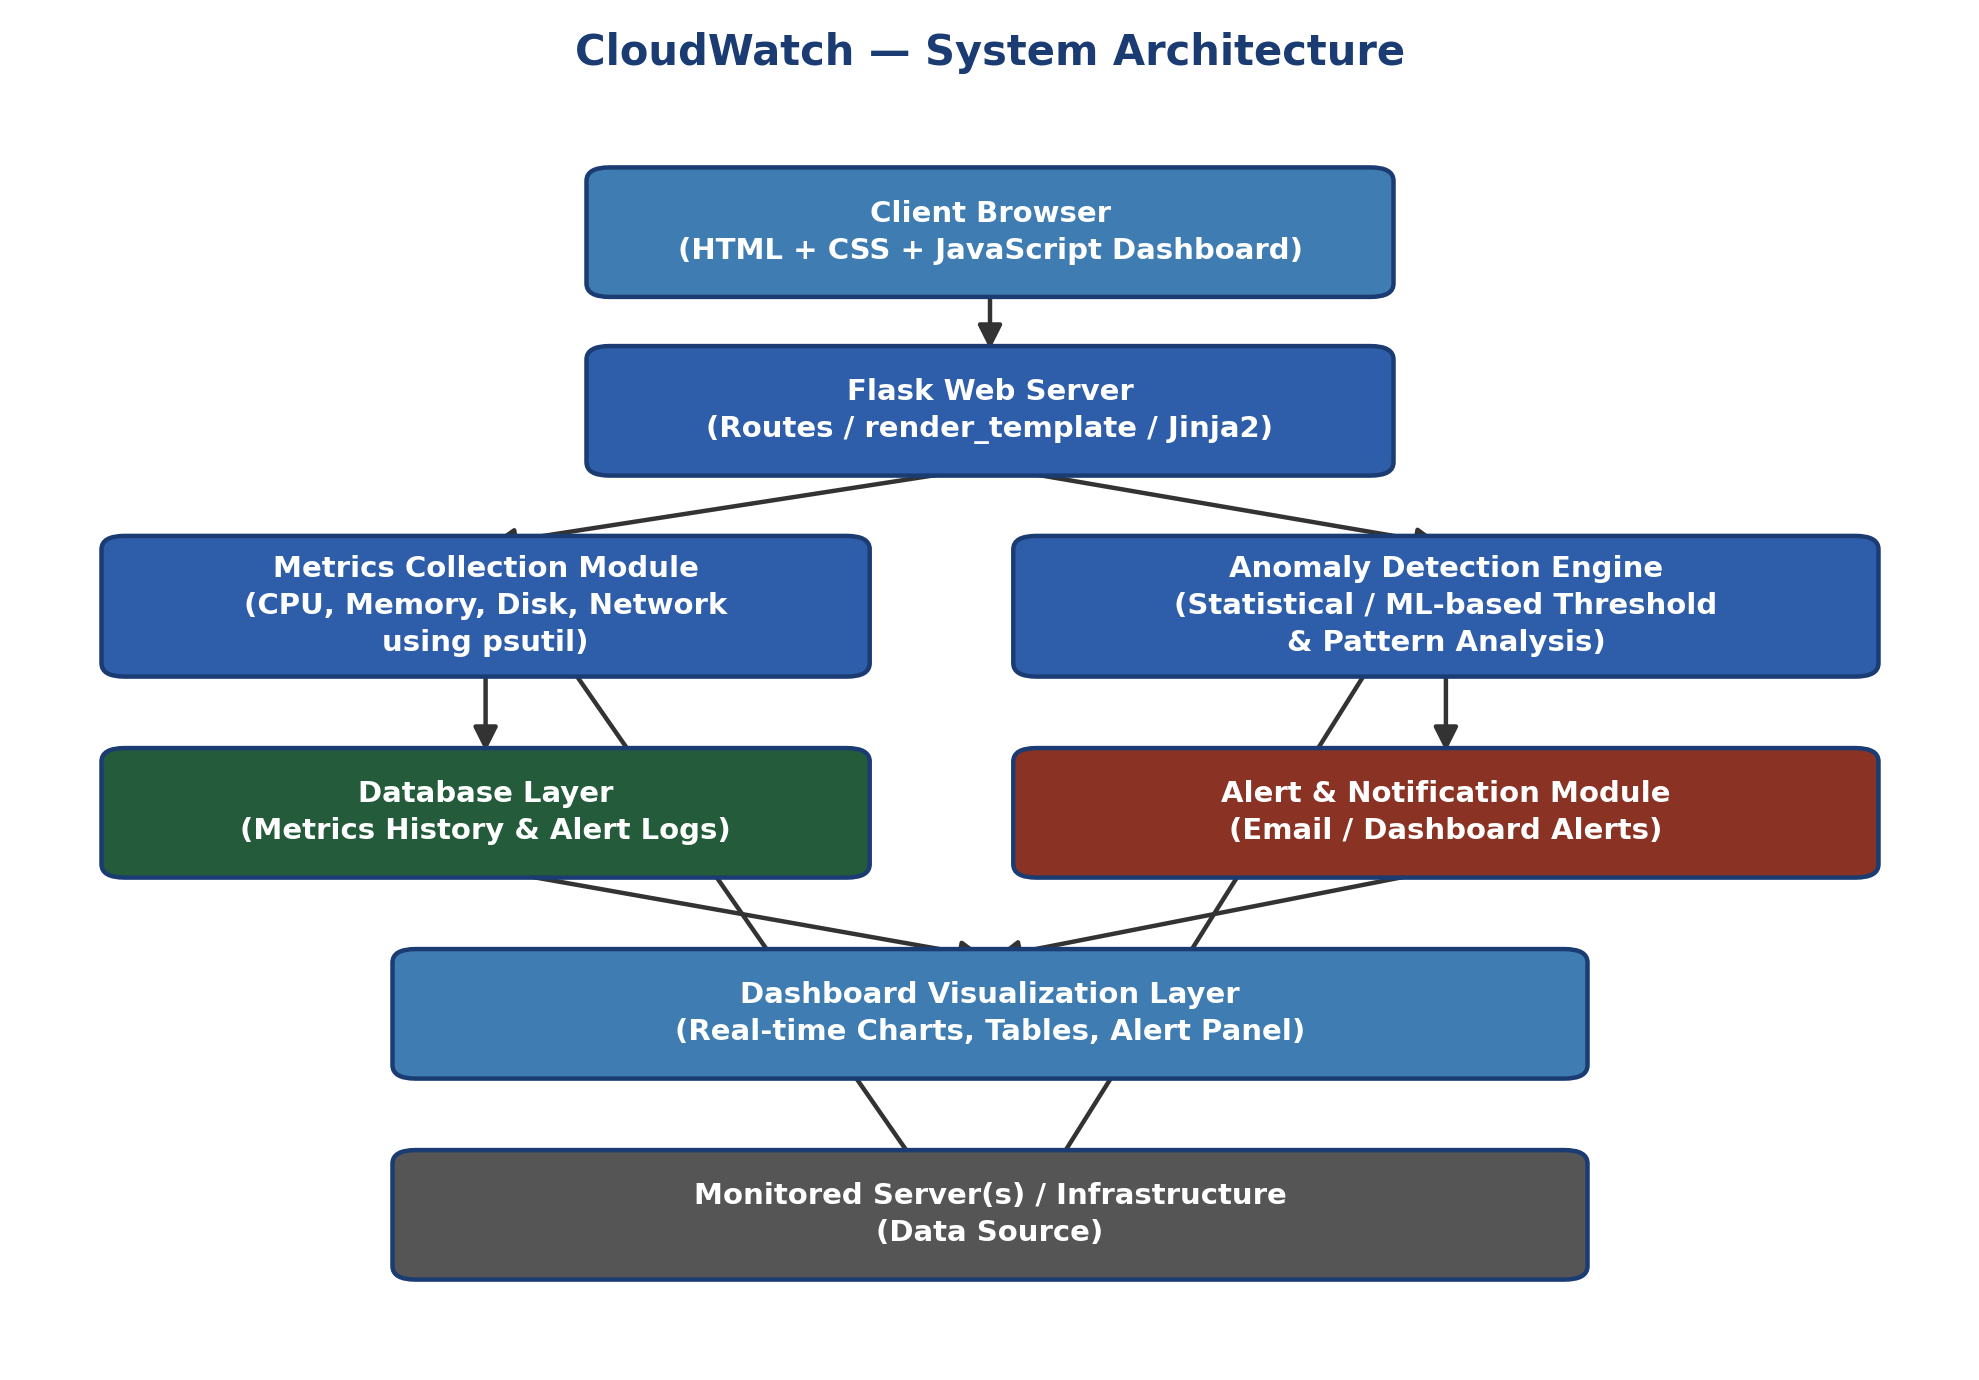 CloudWatch — System Architecture
Client Browser
(HTML + CSS + JavaScript Dashboard)
Flask Web Server
(Routes / render_template / Jinja2)
Metrics Collection Module
(CPU, Memory, Disk, Network
using psutil)
Anomaly Detection Engine
(Statistical / ML-based Threshold
& Pattern Analysis)
Database Layer
(Metrics History & Alert Logs)
Alert & Notification Module
(Email / Dashboard Alerts)
Dashboard Visualization Layer
(Real-time Charts, Tables, Alert Panel)
Monitored Server(s) / Infrastructure
(Data Source)